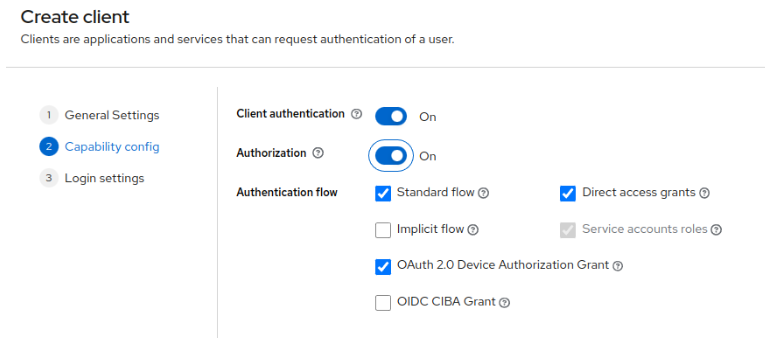 Create client
Clients are applications and services that can request authentication of a user.
1 General Settings
2 Capability config
3 Login settings
Client authentication ? On
Authorization ? On
Authentication flow
Standard flow ? Direct access grants ?
Implicit flow ? Service accounts roles ?
OAuth 2.0 Device Authorization Grant ?
OIDC CIBA Grant ?